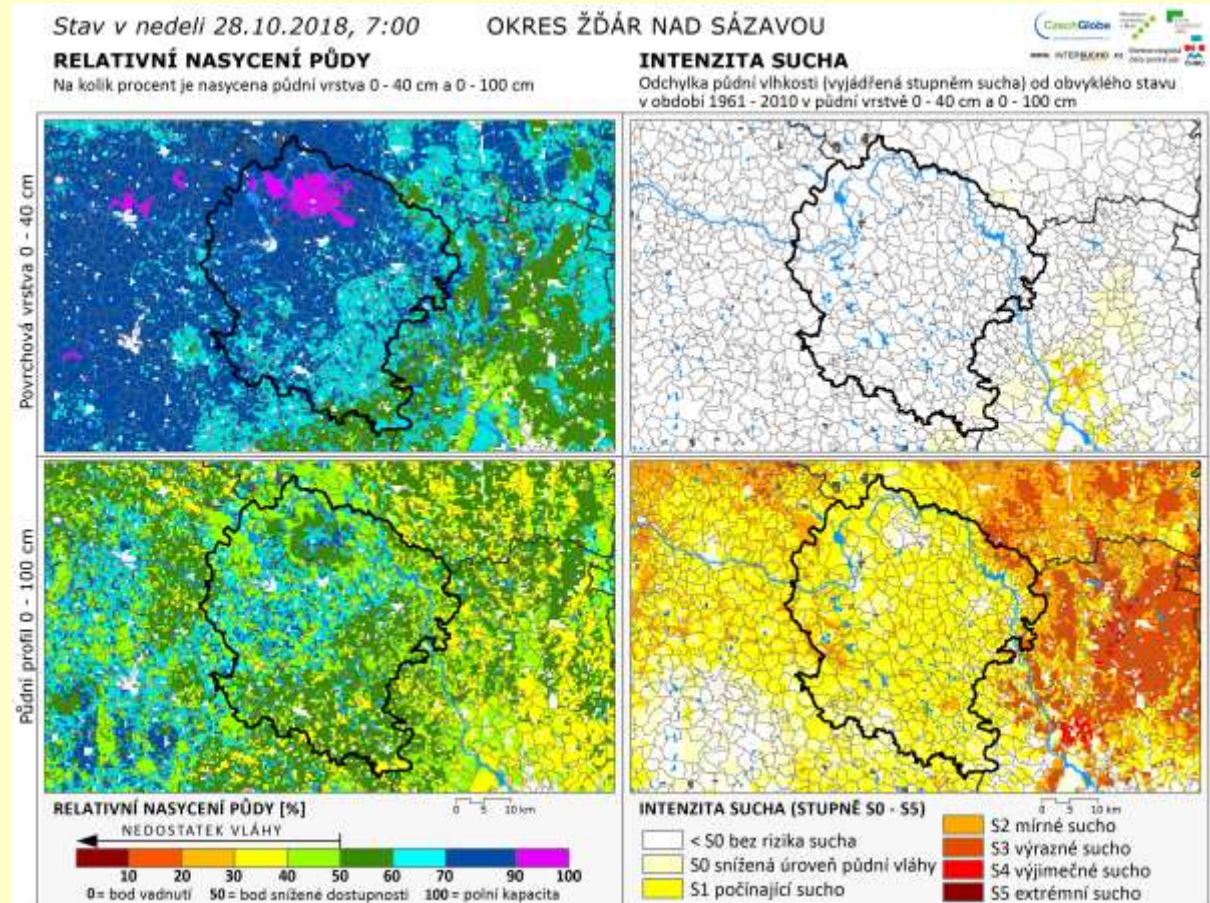 Stav v nedeli 28.10.2018, 7:00
OKRES ŽĎÁR NAD SÁZAVOU
CzechGlobe
www. INTERSUCHO .cz
RELATIVNÍ NASYCENÍ PŮDY
Na kolik procent je nasycena půdní vrstva 0 - 40 cm a 0 - 100 cm
INTENZITA SUCHA
Odchylka půdní vlhkosti (vyjádřená stupněm sucha) od obvyklého stavu
v období 1961 - 2010 v půdní vrstvě 0 - 40 cm a 0 - 100 cm
Povrchová vrstva 0 - 40 cm
Půdní profil 0 - 100 cm
RELATIVNÍ NASYCENÍ PŮDY [%]
0 5 10 km
NEDOSTATEK VLÁHY
10 20 30 40 50 60 70 80 90 100
0 = bod vadnutí 50 = bod snížené dostupnosti 100 = polní kapacita
INTENZITA SUCHA (STUPNĚ S0 - S5)
0 5 10 km
< S0 bez rizika sucha
S0 snížená úroveň půdní vláhy
S1 počínající sucho
S2 mírné sucho
S3 výrazné sucho
S4 výjimečné sucho
S5 extrémní sucho